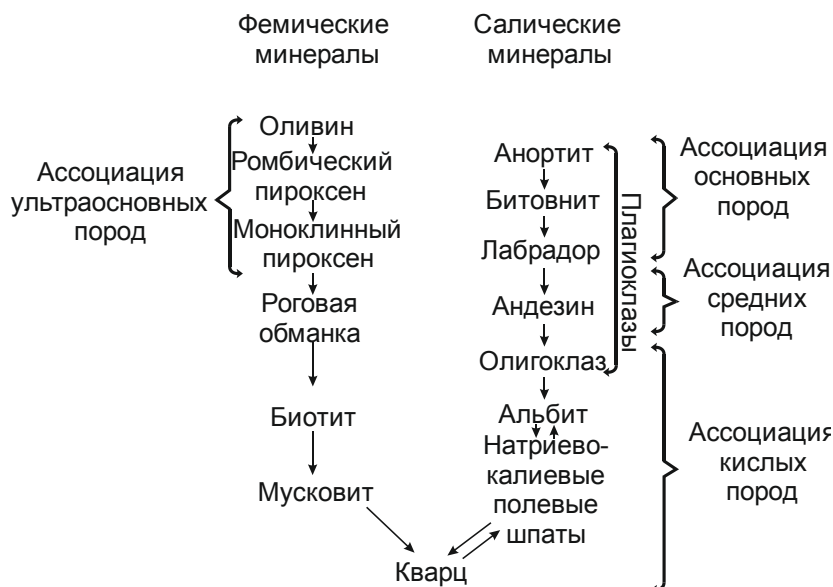 Фемические
минералы
Салические
минералы
Ассоциация
ультраосновных
пород
Оливин
Ромбический
пироксен
Моноклинный
пироксен
Роговая
обманка
Биотит
Мусковит
Анортит
Битовнит
Лабрадор
Андезин
Олигоклаз
Альбит
Натриево-
калиевые
полевые
шпаты
Кварц
Плагиоклазы
Ассоциация
основных
пород
Ассоциация
средних
пород
Ассоциация
кислых
пород